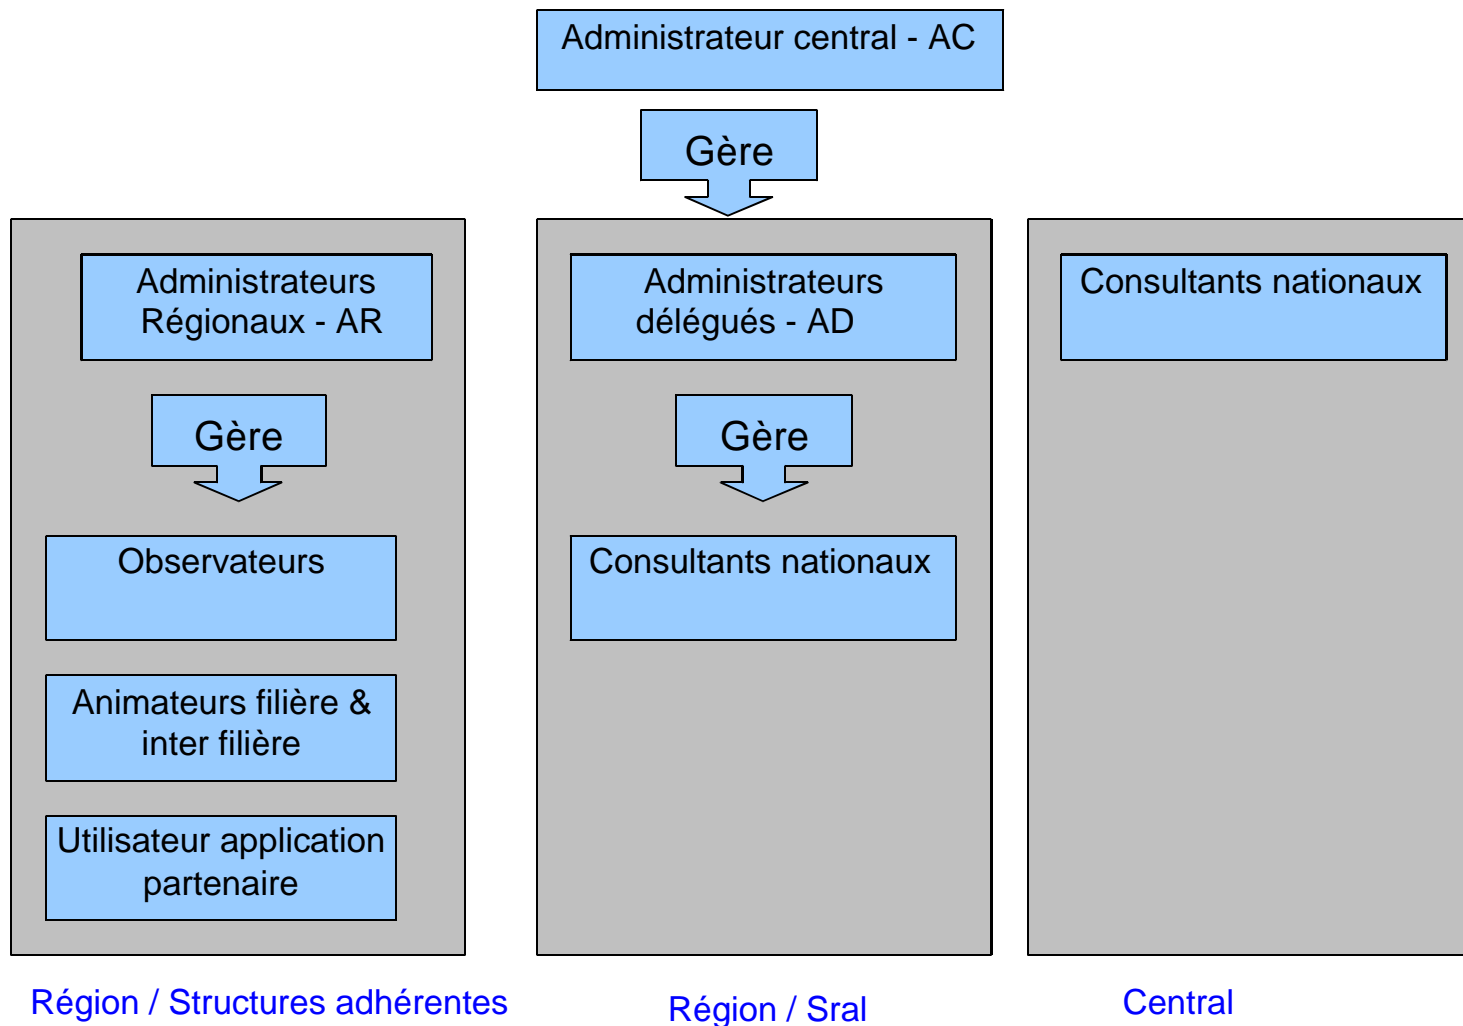 Administrateur central - AC
Gère
Administrateurs
Régionaux - AR
Gère
Observateurs
Animateurs filière &
inter filière
Utilisateur application
partenaire
Région / Structures adhérentes
Administrateurs
délégués - AD
Gère
Consultants nationaux
Région / Sral
Consultants nationaux
Central